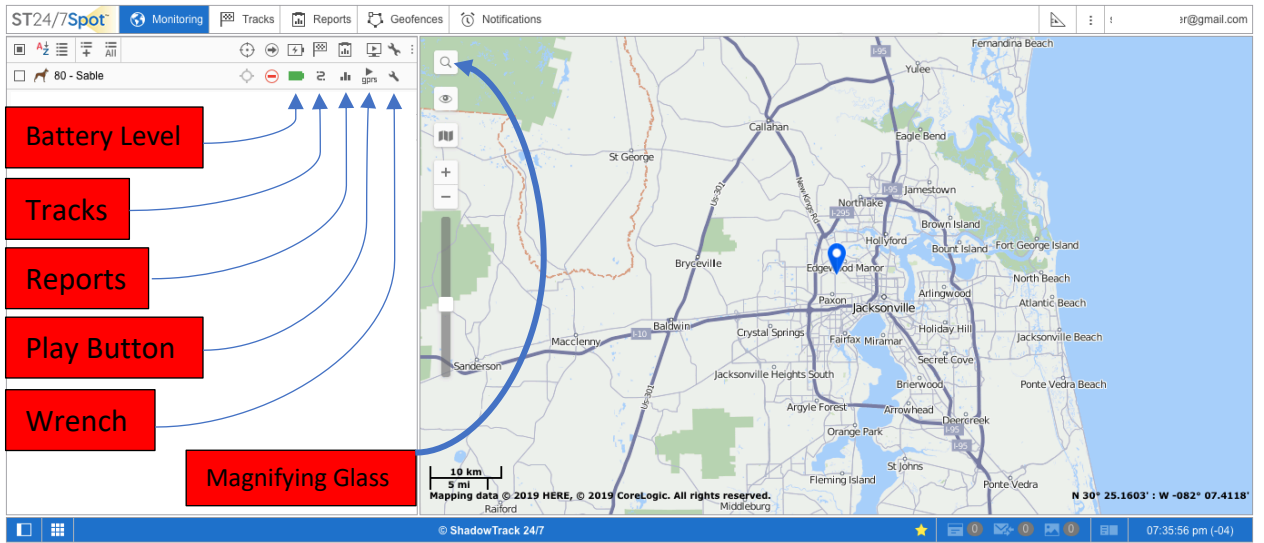 ST24/7Spot™ Monitoring Tracks Reports Geofences Notifications er@gmail.com
All
80 - Sable
gprs
Battery Level
Tracks
Reports
Play Button
Wrench
Magnifying Glass
Fernandina Beach
I-95
Yulee
Callahan
Eagle Bend
St George
US-301
New Kings Rd
I-95
Jamestown
Northlake
I-295
Brown Island
Hollyford
Bount Island
Fort George Island
Bryceville
Edgewood Manor
North Beach
Arlingwood
Paxon
Atlantic Beach
Jacksonville
Baldwin
I-10
Crystal Springs
Holiday Hill
Macclenny
Fairfax
Miramar
Jacksonville Beach
Secret Cove
Sanderson
Jacksonville Heights South
Brierwood
Ponte Vedra Beach
US-301
Argyle Forest
Arrowhead
Deercreek
I-95
Orange Park
I-95
St Johns
10 km
5 mi
Fleming Island
Ponte Vedra
Mapping data © 2019 HERE, © 2019 CoreLogic. All rights reserved.
N 30° 25.1603' : W -082° 07.4118'
Raiford
Middleburg
© ShadowTrack 24/7
0 0 0
07:35:56 pm (-04)